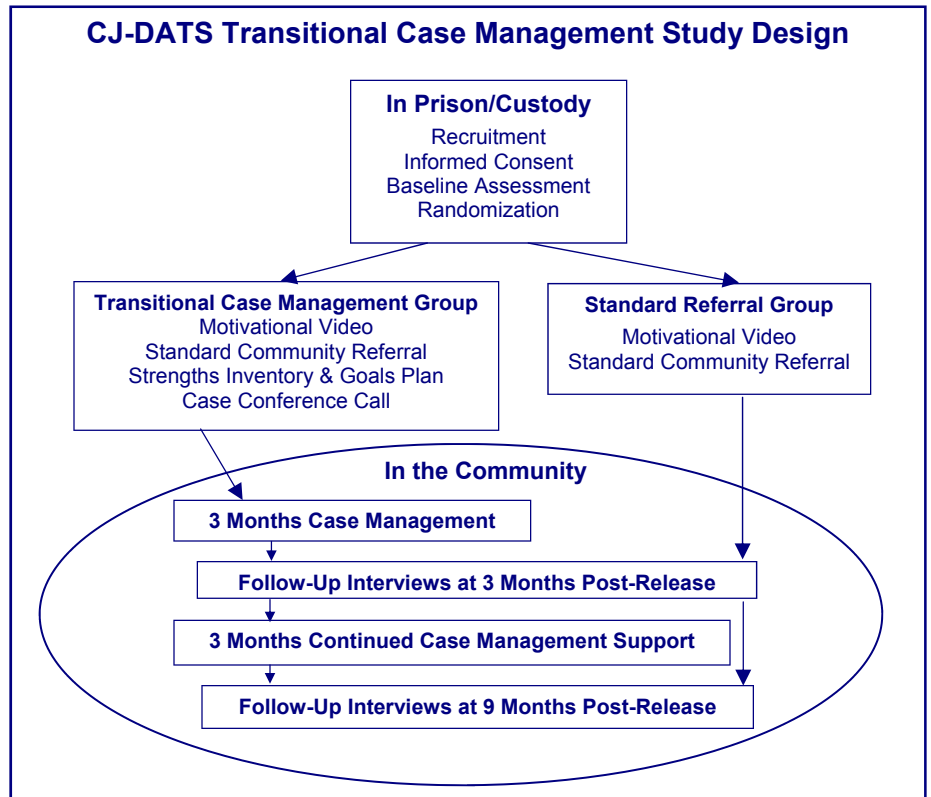 CJ-DATS Transitional Case Management Study Design
In Prison/Custody
Recruitment
Informed Consent
Baseline Assessment
Randomization
Transitional Case Management Group
Motivational Video
Standard Community Referral
Strengths Inventory & Goals Plan
Case Conference Call
Standard Referral Group
Motivational Video
Standard Community Referral
In the Community
3 Months Case Management
Follow-Up Interviews at 3 Months Post-Release
3 Months Continued Case Management Support
Follow-Up Interviews at 9 Months Post-Release